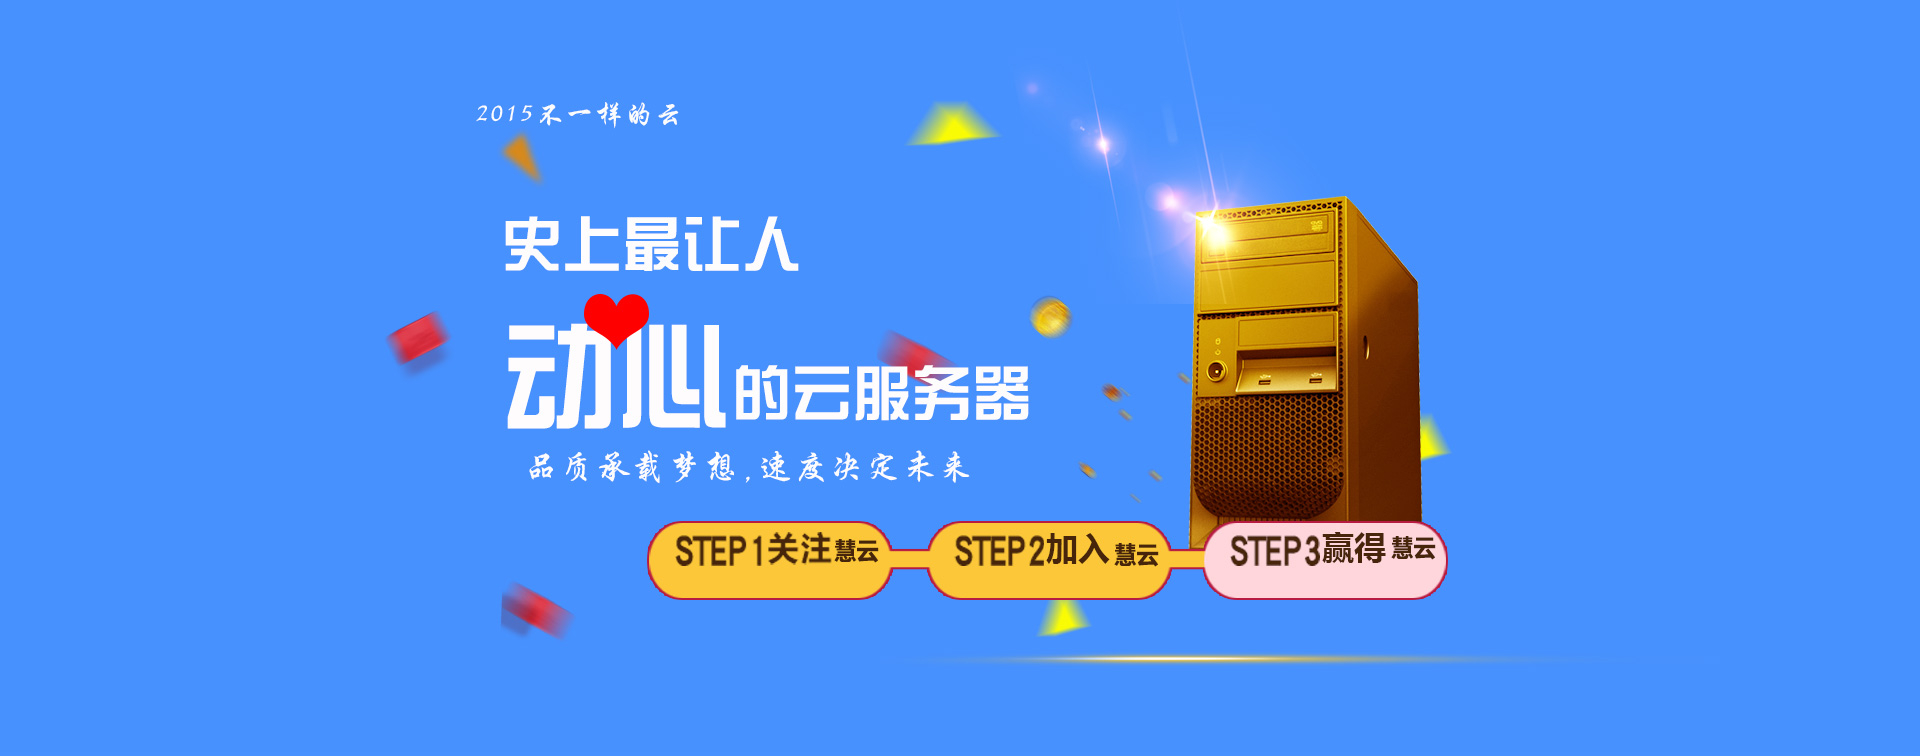 2015不一样的云
史上最让人
动心的云服务器
品质承载梦想,速度决定未来
STEP 1关注慧云
STEP 2加入慧云
STEP 3赢得慧云